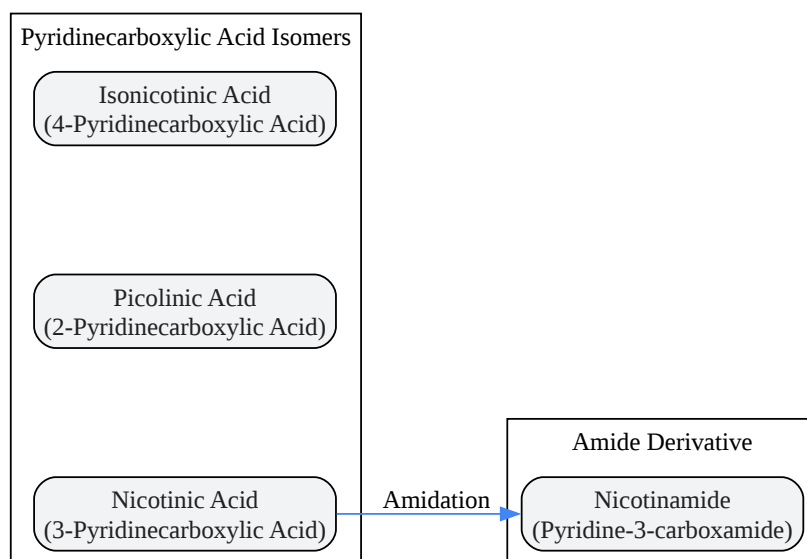 Pyridinecarboxylic Acid Isomers
Isonicotinic Acid
(4-Pyridinecarboxylic Acid)
Picolinic Acid
(2-Pyridinecarboxylic Acid)
Nicotinic Acid
(3-Pyridinecarboxylic Acid)
Amidation
Amide Derivative
Nicotinamide
(Pyridine-3-carboxamide)